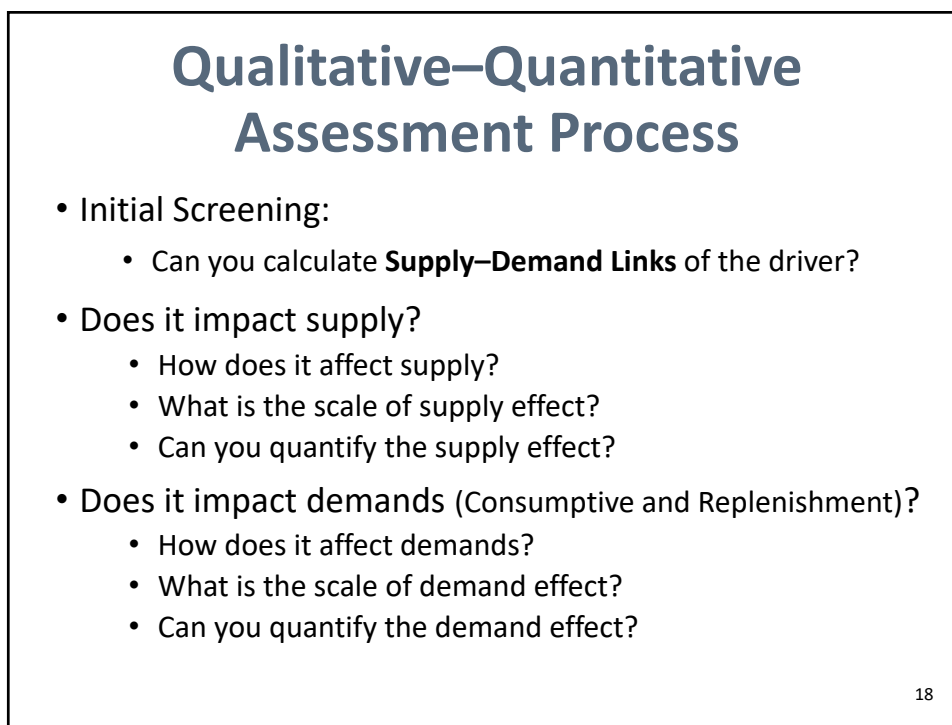 Qualitative–Quantitative
Assessment Process
• Initial Screening:
• Can you calculate Supply–Demand Links of the driver?
• Does it impact supply?
• How does it affect supply?
• What is the scale of supply effect?
• Can you quantify the supply effect?
• Does it impact demands (Consumptive and Replenishment)?
• How does it affect demands?
• What is the scale of demand effect?
• Can you quantify the demand effect?
18